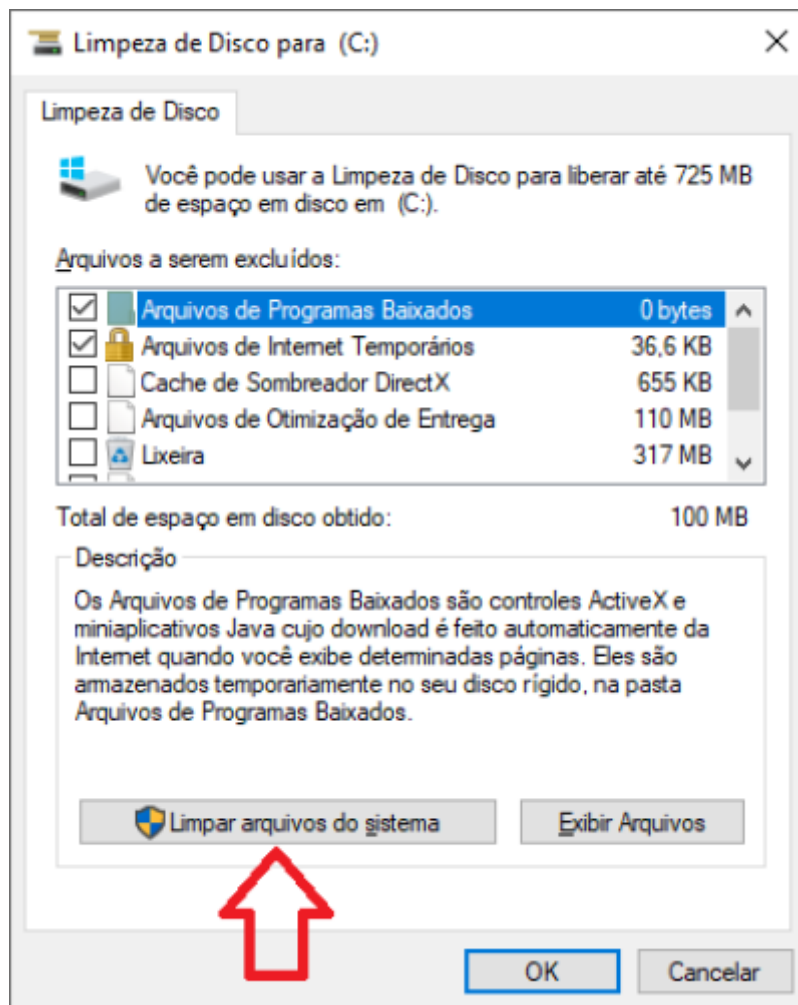 Limpeza de Disco para (C:)
Limpeza de Disco
Você pode usar a Limpeza de Disco para liberar até 725 MB
de espaço em disco em (C:).
Arquivos a serem excluídos:
Arquivos de Programas Baixados 0 bytes
Arquivos de Internet Temporários 36,6 KB
Cache de Sombreador DirectX 655 KB
Arquivos de Otimização de Entrega 110 MB
Lixeira 317 MB
Total de espaço em disco obtido: 100 MB
Descrição
Os Arquivos de Programas Baixados são controles ActiveX e
miniaplicativos Java cujo download é feito automaticamente da
Internet quando você exibe determinadas páginas. Eles são
armazenados temporariamente no seu disco rígido, na pasta
Arquivos de Programas Baixados.
Limpar arquivos do sistema Exibir Arquivos
OK Cancelar